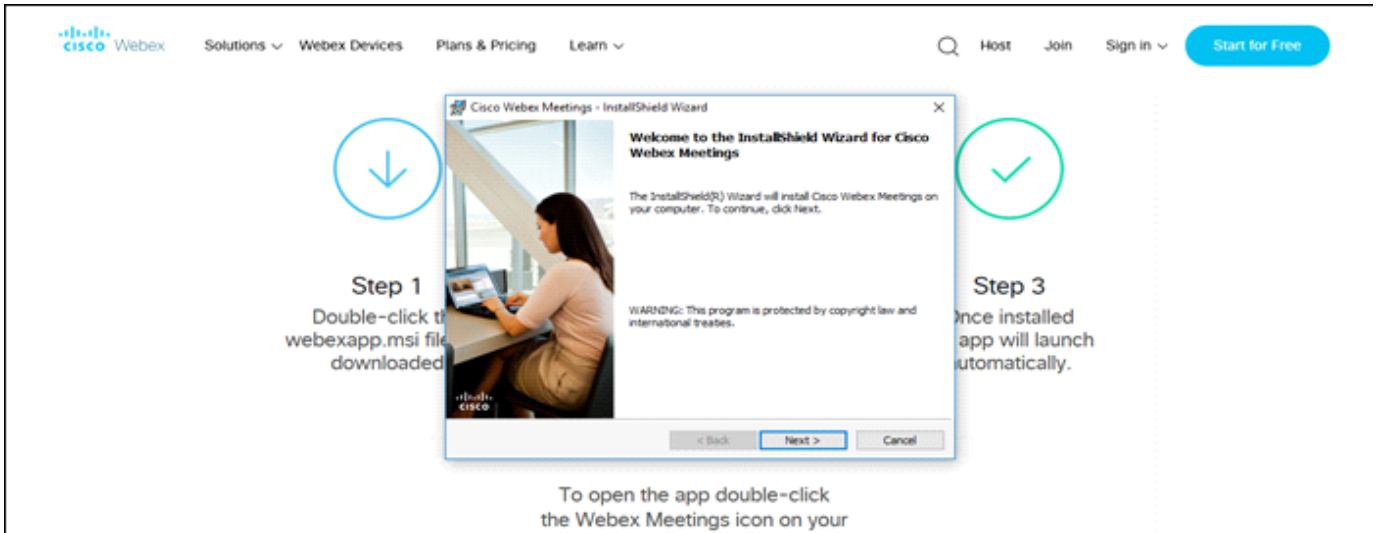 CISCO Webex Solutions Webex Devices Plans & Pricing Learn Host Join Sign in Start for Free
Cisco Webex Meetings - InstallShield Wizard
Welcome to the InstallShield Wizard for Cisco
Webex Meetings
The InstallShield(R) Wizard will install Cisco Webex Meetings on
your computer. To continue, click Next.
WARNING: This program is protected by copyright law and
international treaties.
CISCO
< Back Next > Cancel
Step 1
Double-click
webexapp.msi file
downloaded
Step 3
installed
app will launch
automatically.
To open the app double-click
the Webex Meetings icon on your